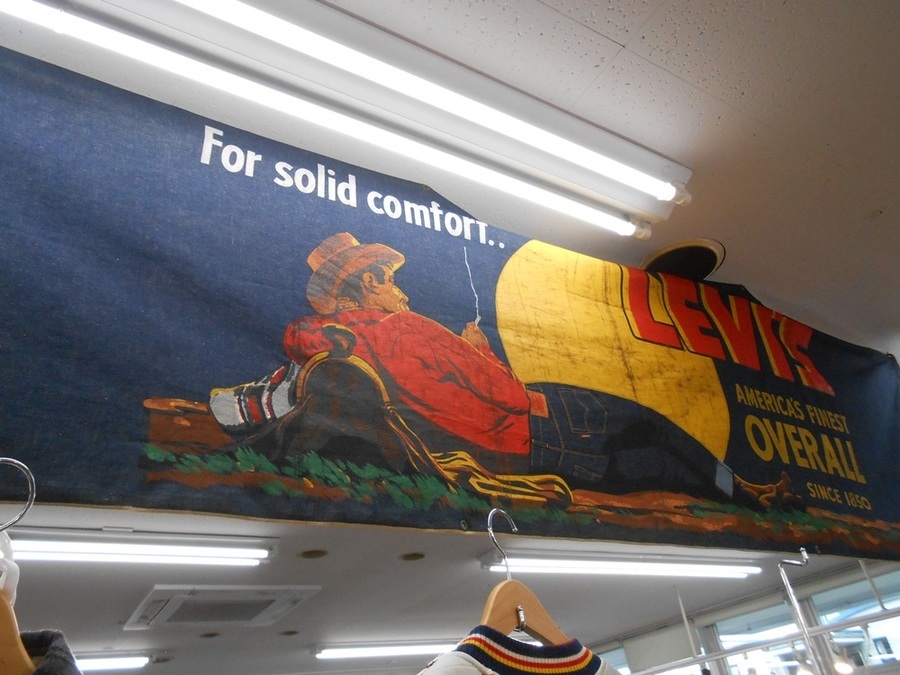 For solid comfort..
LEVI'S
AMERICA'S FINEST
OVERALL
SINCE 1850